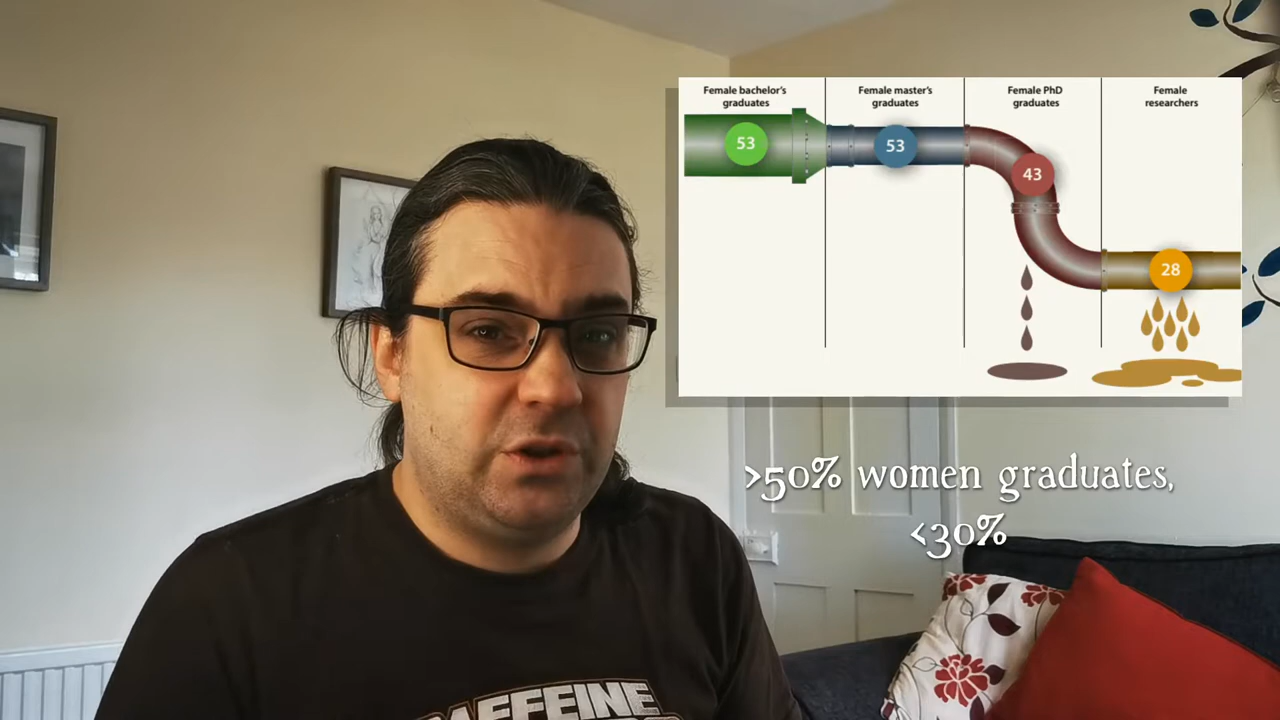 Female bachelor's
graduates
Female master's
graduates
Female PhD
graduates
Female
researchers
53
53
43
28
>50% women graduates,
<30%